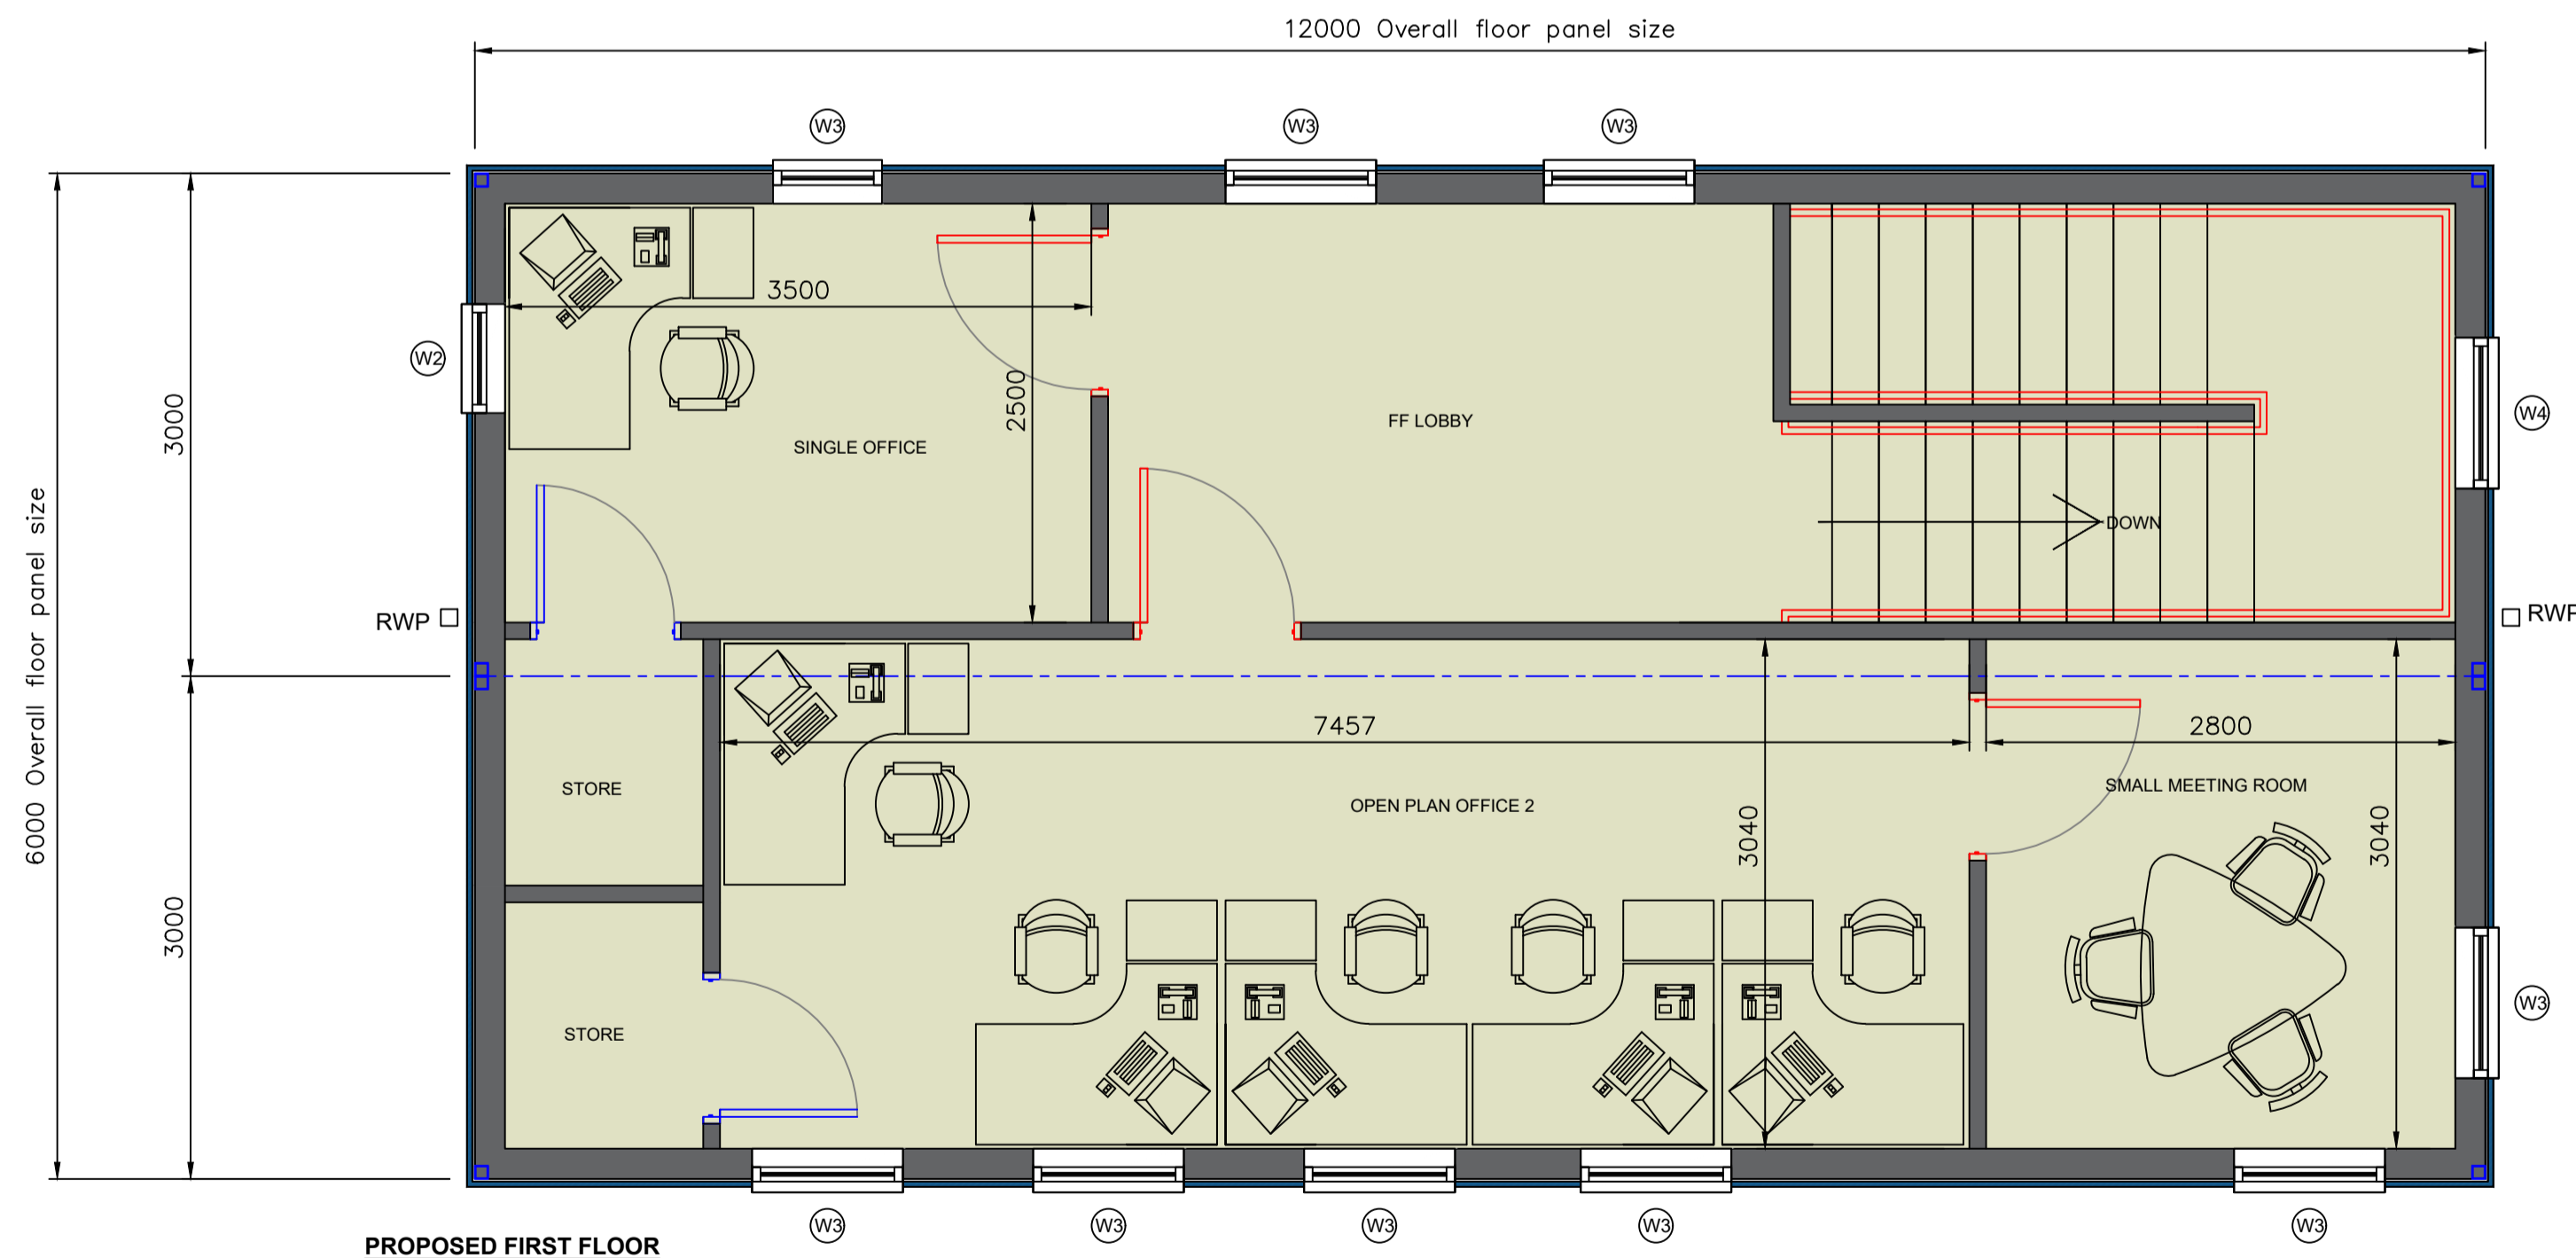 12000 Overall floor panel size
W3
W3
W3
3500
W2
3000
2500
W4
FF LOBBY
SINGLE OFFICE
DOWN
6000 Overall floor panel size
RWP
RWP
7457
2800
STORE
OPEN PLAN OFFICE 2
SMALL MEETING ROOM
3040
3040
3000
W3
STORE
W3
W3
W3
W3
W3
PROPOSED FIRST FLOOR